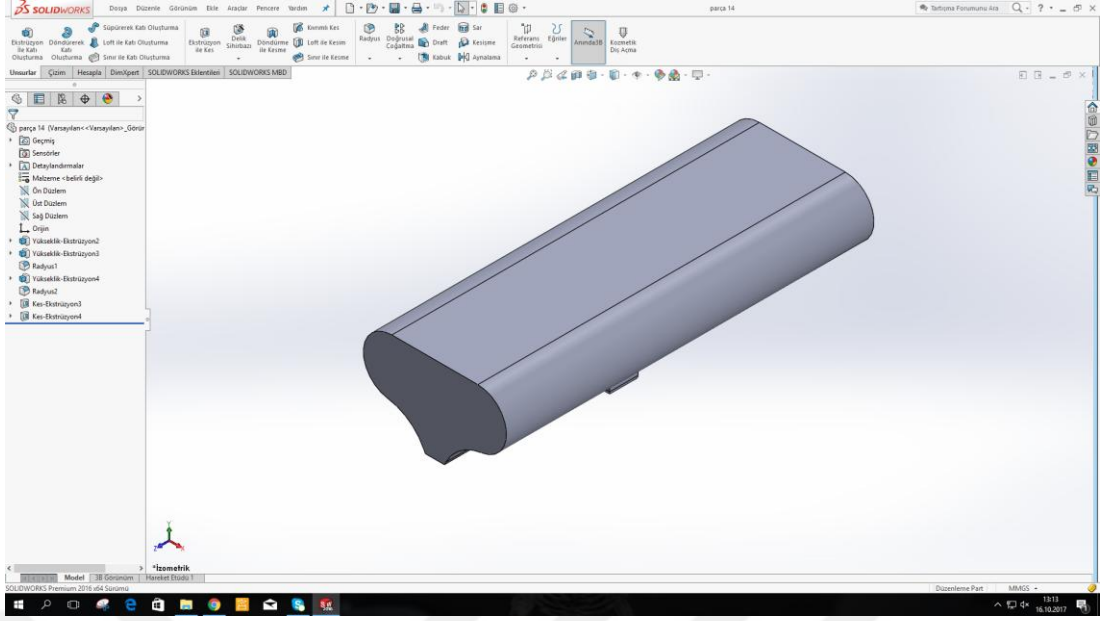 SOLIDWORKS Dosya Düzenle Görünüm Ekle Araçlar Pencere Yardım parça 14 Tartışma Forumunu Ara
Ekstrüzyon ile Katı Oluşturma
Döndürerek Katı Oluşturma
Süpürerek Katı Oluşturma
Loft ile Katı Oluşturma
Sınır ile Katı Oluşturma
Ekstrüzyon ile Kes
Delik Sihirbazı
Döndürme ile Kesme
Kıvrımlı Kes
Loft ile Kesim
Sınır ile Kesme
Radyus
Doğrusal Çoğaltma
Feder
Draft
Kabuk
Sar
Kesişme
Aynalama
Referans Geometrisi
Eğriler
Anında3B
Kozmetik Diş Açma
Unsurlar Çizim Hesapla DimXpert SOLIDWORKS Eklentileri SOLIDWORKS MBD
parça 14 (Varsayılan<<Varsayılan>_Görür
Geçmiş
Sensörler
Detaylandırmalar
Malzeme <belirli değil>
Ön Düzlem
Üst Düzlem
Sağ Düzlem
Orijin
Yükseklik-Ekstrüzyon2
Yükseklik-Ekstrüzyon3
Radyus1
Yükseklik-Ekstrüzyon4
Radyus2
Kes-Ekstrüzyon3
Kes-Ekstrüzyon4
Y
Z
*İzometrik
Model 3B Görünüm Hareket Etüdü 1
SOLIDWORKS Premium 2016 x64 Sürümü Düzenleme Part MMGS
13:13
16.10.2017